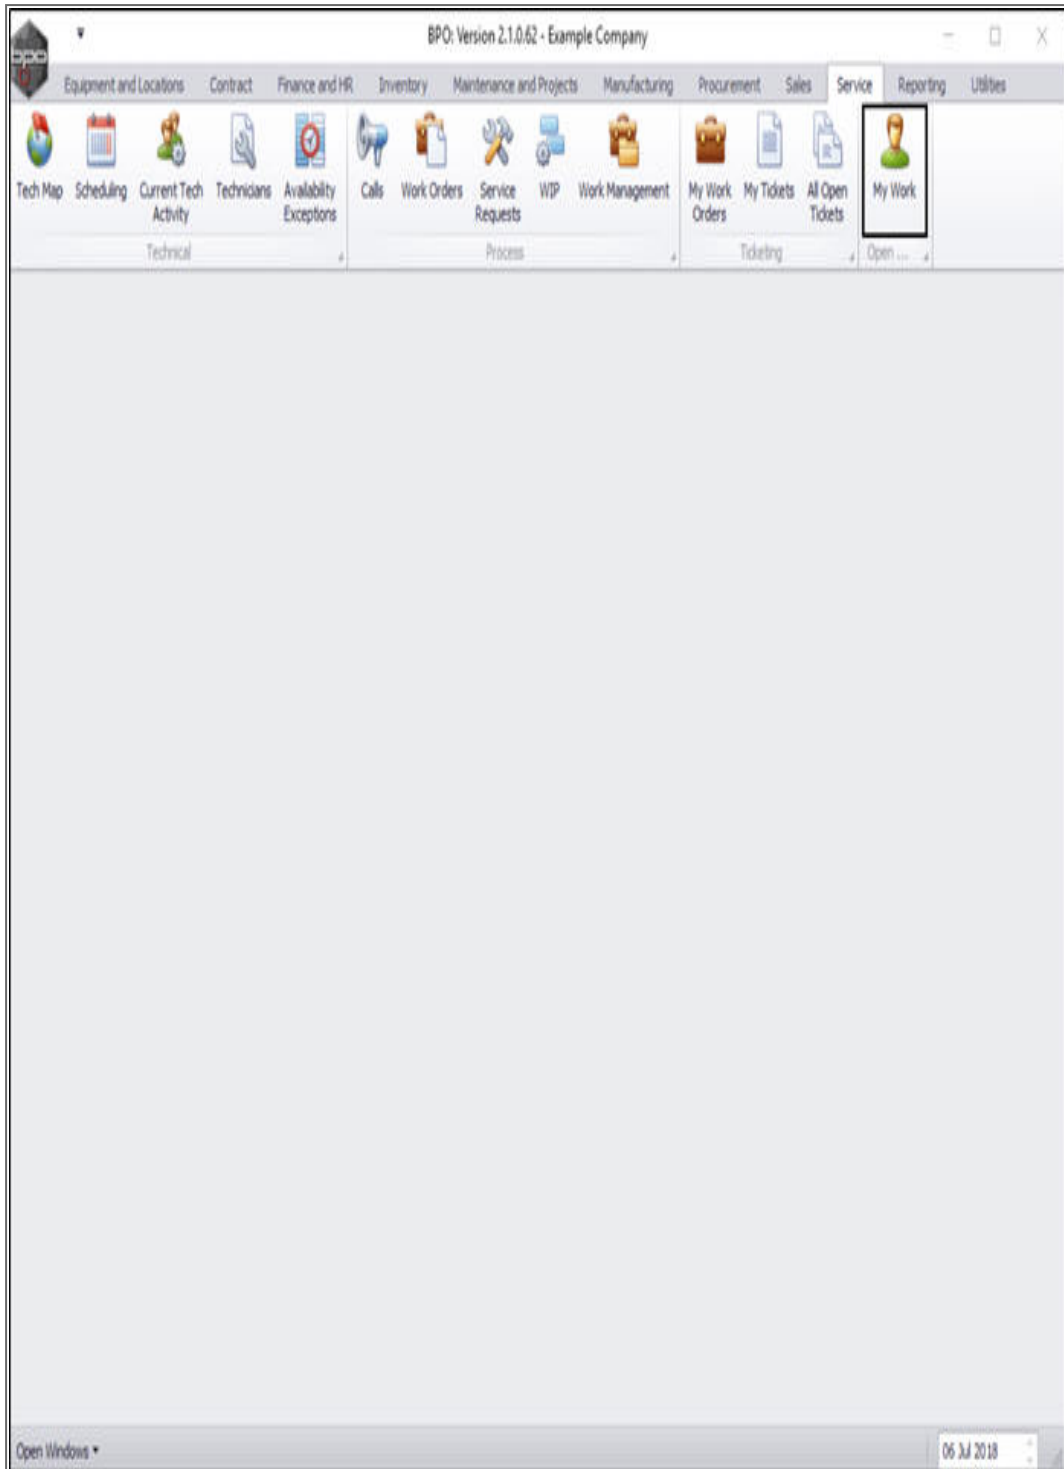 BPO: Version 2.1.0.62 - Example Company
bpo
Equipment and Locations Contract Finance and HR Inventory Maintenance and Projects Manufacturing Procurement Sales Service Reporting Utilities
Tech Map Scheduling Current Tech Activity Technicians Availability Exceptions Calls Work Orders Service Requests WIP Work Management My Work Orders My Tickets All Open Tickets My Work
Technical Process Ticketing Open ...
Open Windows 06 Jul 2018